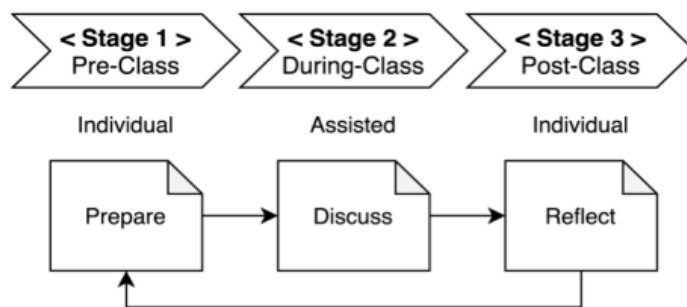 < Stage 1 >
Pre-Class
< Stage 2 >
During-Class
< Stage 3 >
Post-Class
Individual
Assisted
Individual
Prepare
Discuss
Reflect